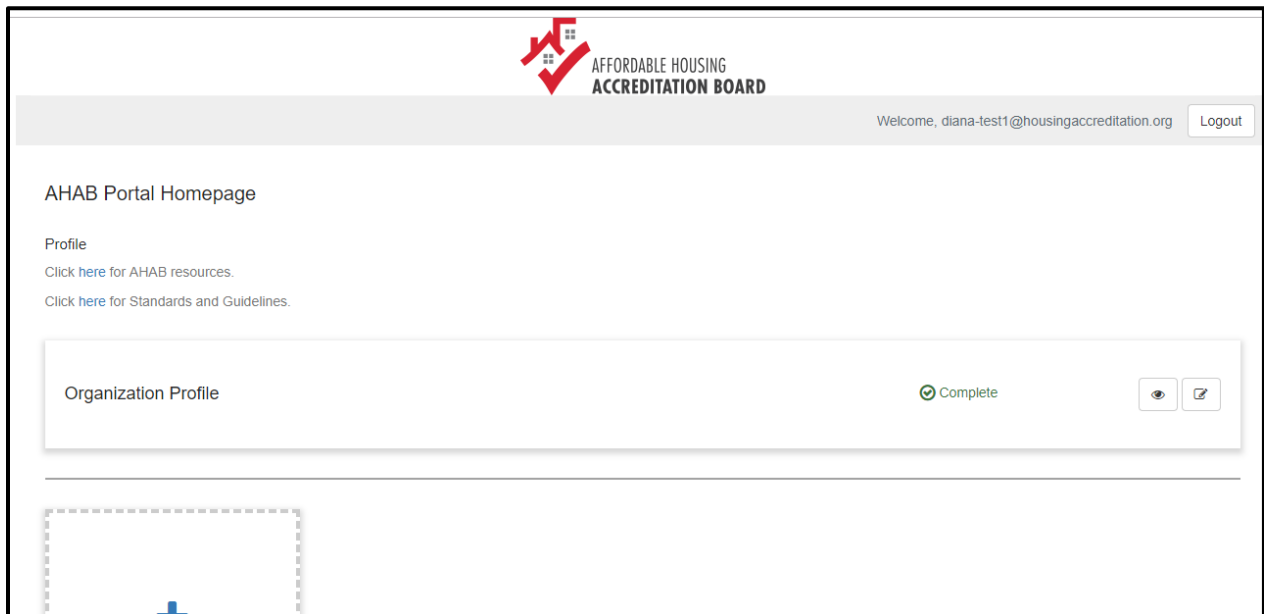 AFFORDABLE HOUSING
ACCREDITATION BOARD
Welcome, diana-test1@housingaccreditation.org Logout
AHAB Portal Homepage
Profile
Click here for AHAB resources.
Click here for Standards and Guidelines.
Organization Profile Complete